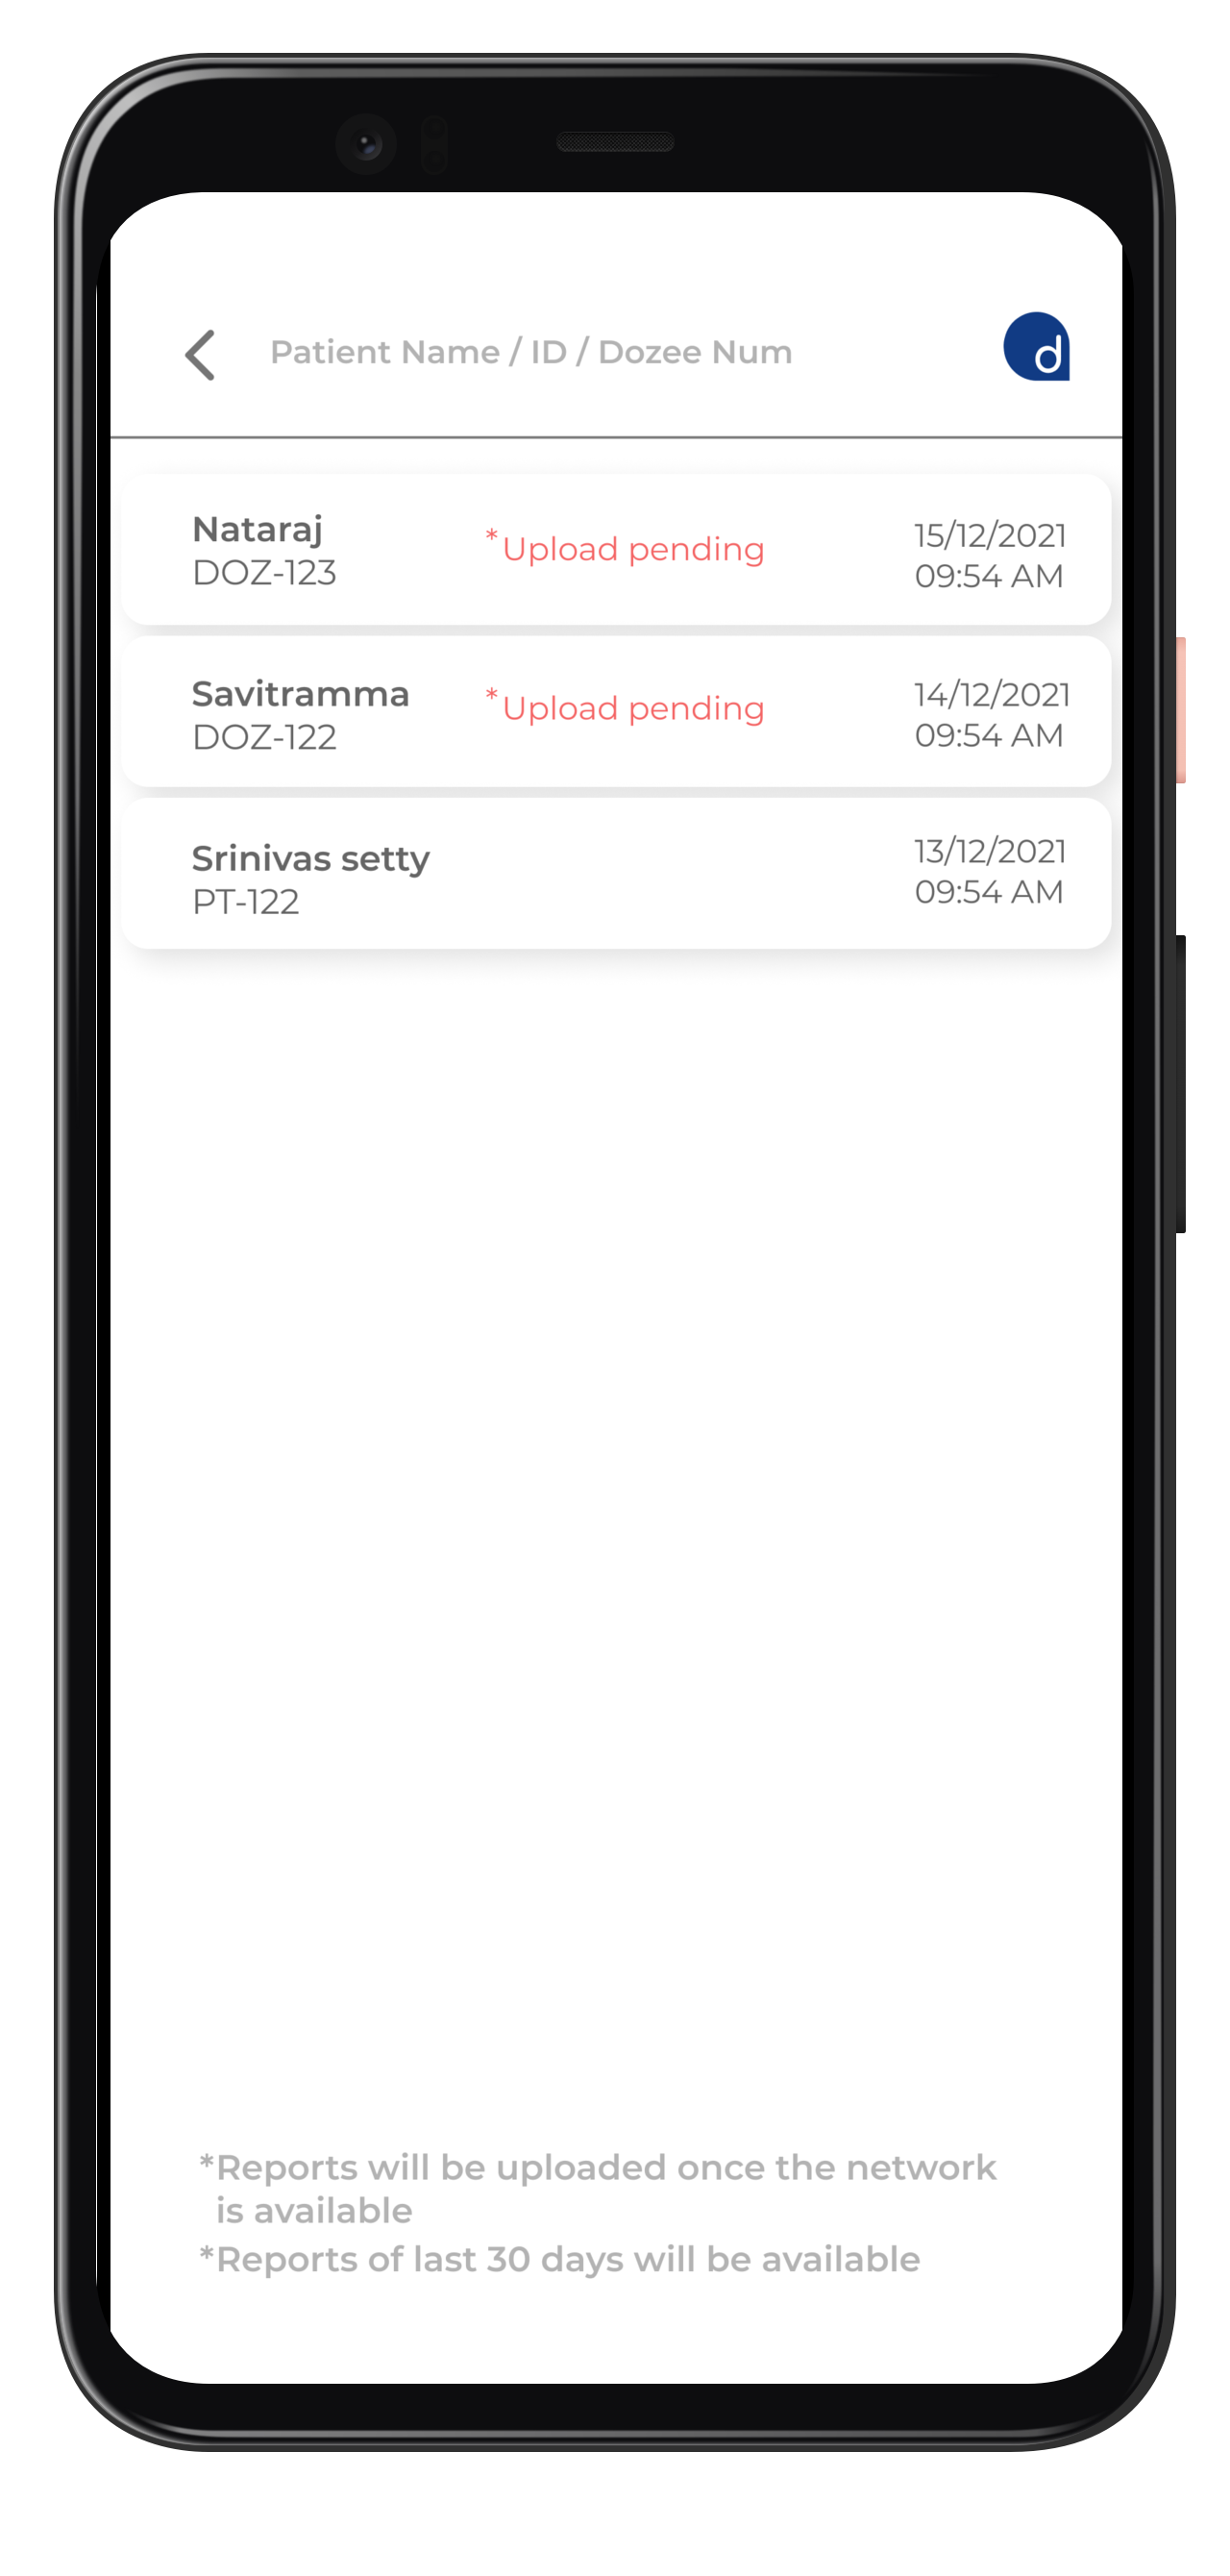 Patient Name / ID / Dozee Num
d
Nataraj
DOZ-123
*Upload pending
15/12/2021
09:54 AM
Savitramma
DOZ-122
*Upload pending
14/12/2021
09:54 AM
Srinivas setty
PT-122
13/12/2021
09:54 AM
*Reports will be uploaded once the network
is available
*Reports of last 30 days will be available